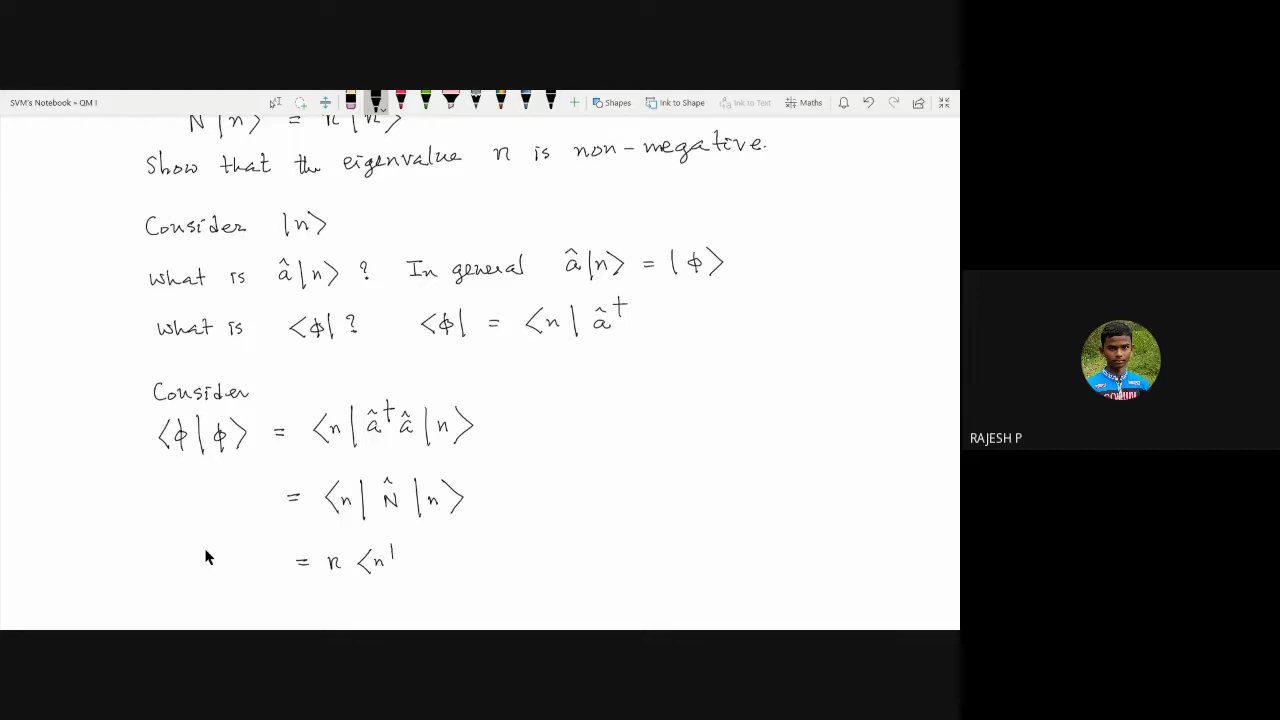 SVM's Notebook » QM I
Shapes
Ink to Shape
Ink to Text
Maths
N |n⟩ = n |n⟩
Show that the eigenvalue n is non-negative.
Consider |n⟩
What is â|n⟩ ? In general â|n⟩ = |ϕ⟩
What is ⟨ϕ| ? ⟨ϕ| = ⟨n| â†
Consider
⟨ϕ|ϕ⟩ = ⟨n| â† â |n⟩
= ⟨n| N̂ |n⟩
= n ⟨n|
RAJESH P